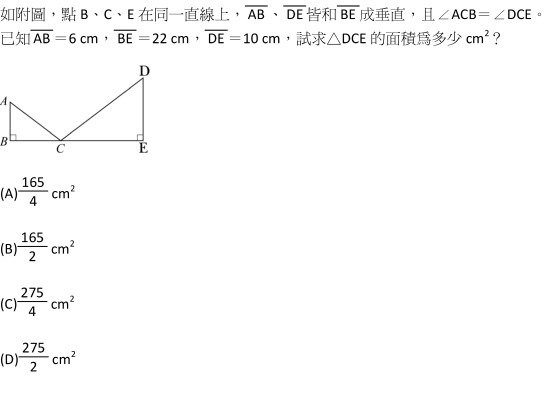 如附圖，點 B、C、E 在同一直線上，AB、DE 皆和 BE 成垂直，且∠ACB＝∠DCE。
已知 AB＝6 cm，BE＝22 cm，DE＝10 cm，試求△DCE 的面積為多少 cm²？
D
A
B
C
E
(A) 165/4 cm²
(B) 165/2 cm²
(C) 275/4 cm²
(D) 275/2 cm²